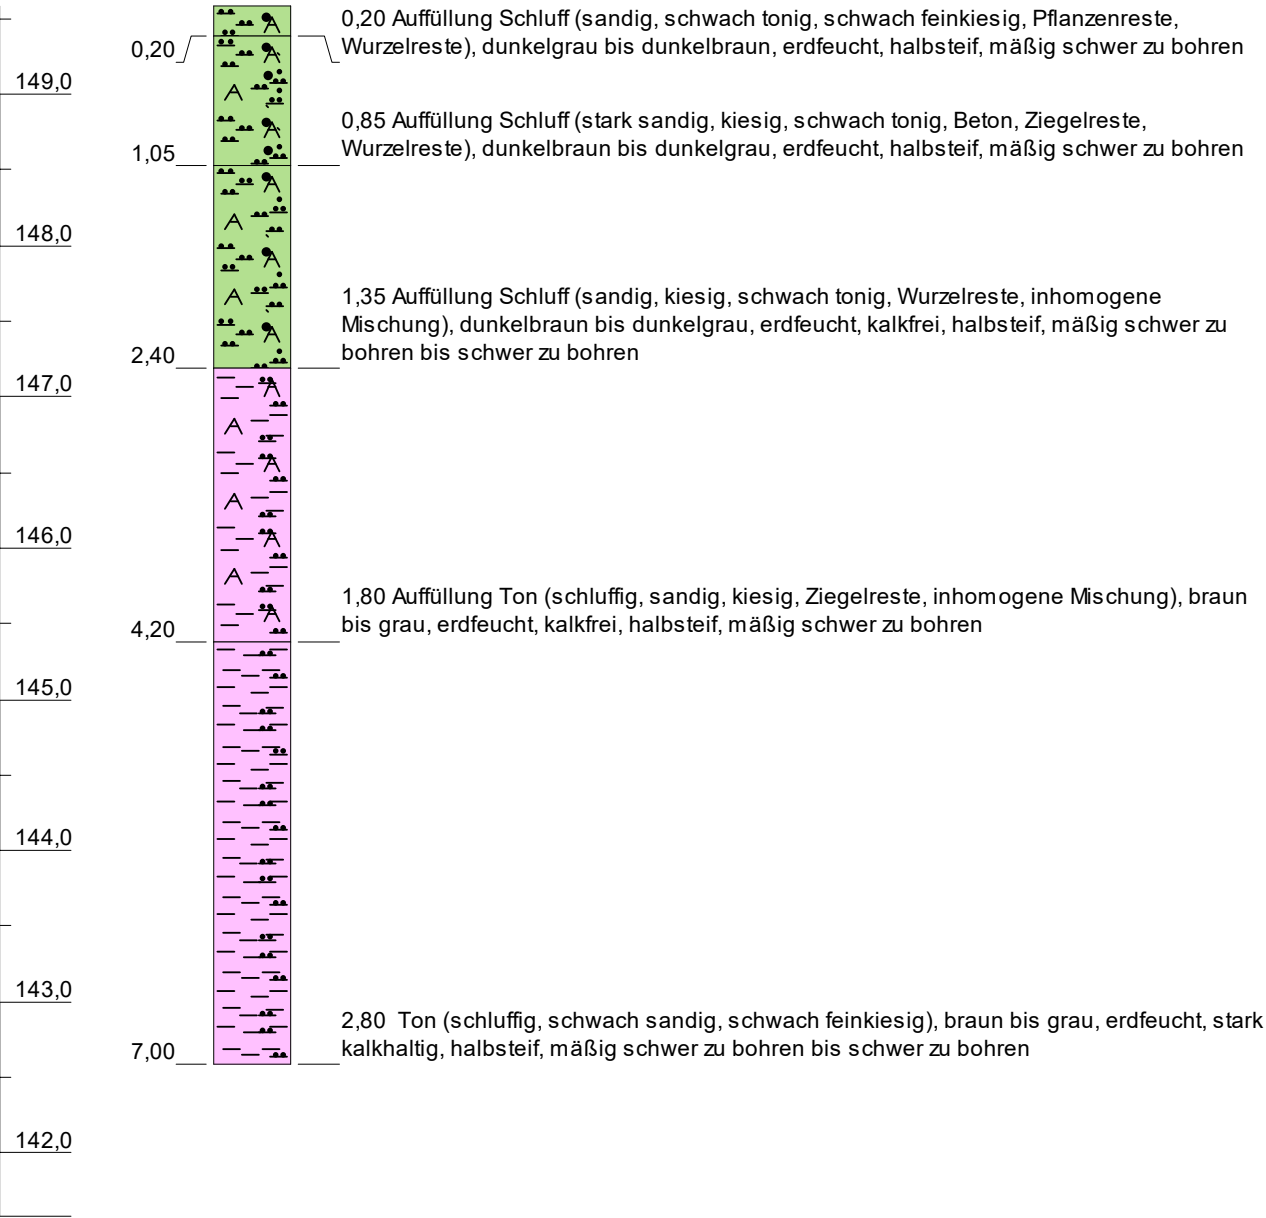 0,20 Auffüllung Schluff (sandig, schwach tonig, schwach feinkiesig, Pflanzenreste,
Wurzelreste), dunkelgrau bis dunkelbraun, erdfeucht, halbsteif, mäßig schwer zu bohren
0,20
149,0
0,85 Auffüllung Schluff (stark sandig, kiesig, schwach tonig, Beton, Ziegelreste,
Wurzelreste), dunkelbraun bis dunkelgrau, erdfeucht, halbsteif, mäßig schwer zu bohren
1,05
148,0
1,35 Auffüllung Schluff (sandig, kiesig, schwach tonig, Wurzelreste, inhomogene
Mischung), dunkelbraun bis dunkelgrau, erdfeucht, kalkfrei, halbsteif, mäßig schwer zu
bohren bis schwer zu bohren
2,40
147,0
146,0
1,80 Auffüllung Ton (schluffig, sandig, kiesig, Ziegelreste, inhomogene Mischung), braun
bis grau, erdfeucht, kalkfrei, halbsteif, mäßig schwer zu bohren
4,20
145,0
144,0
143,0
2,80 Ton (schluffig, schwach sandig, schwach feinkiesig), braun bis grau, erdfeucht, stark
kalkhaltig, halbsteif, mäßig schwer zu bohren bis schwer zu bohren
7,00
142,0